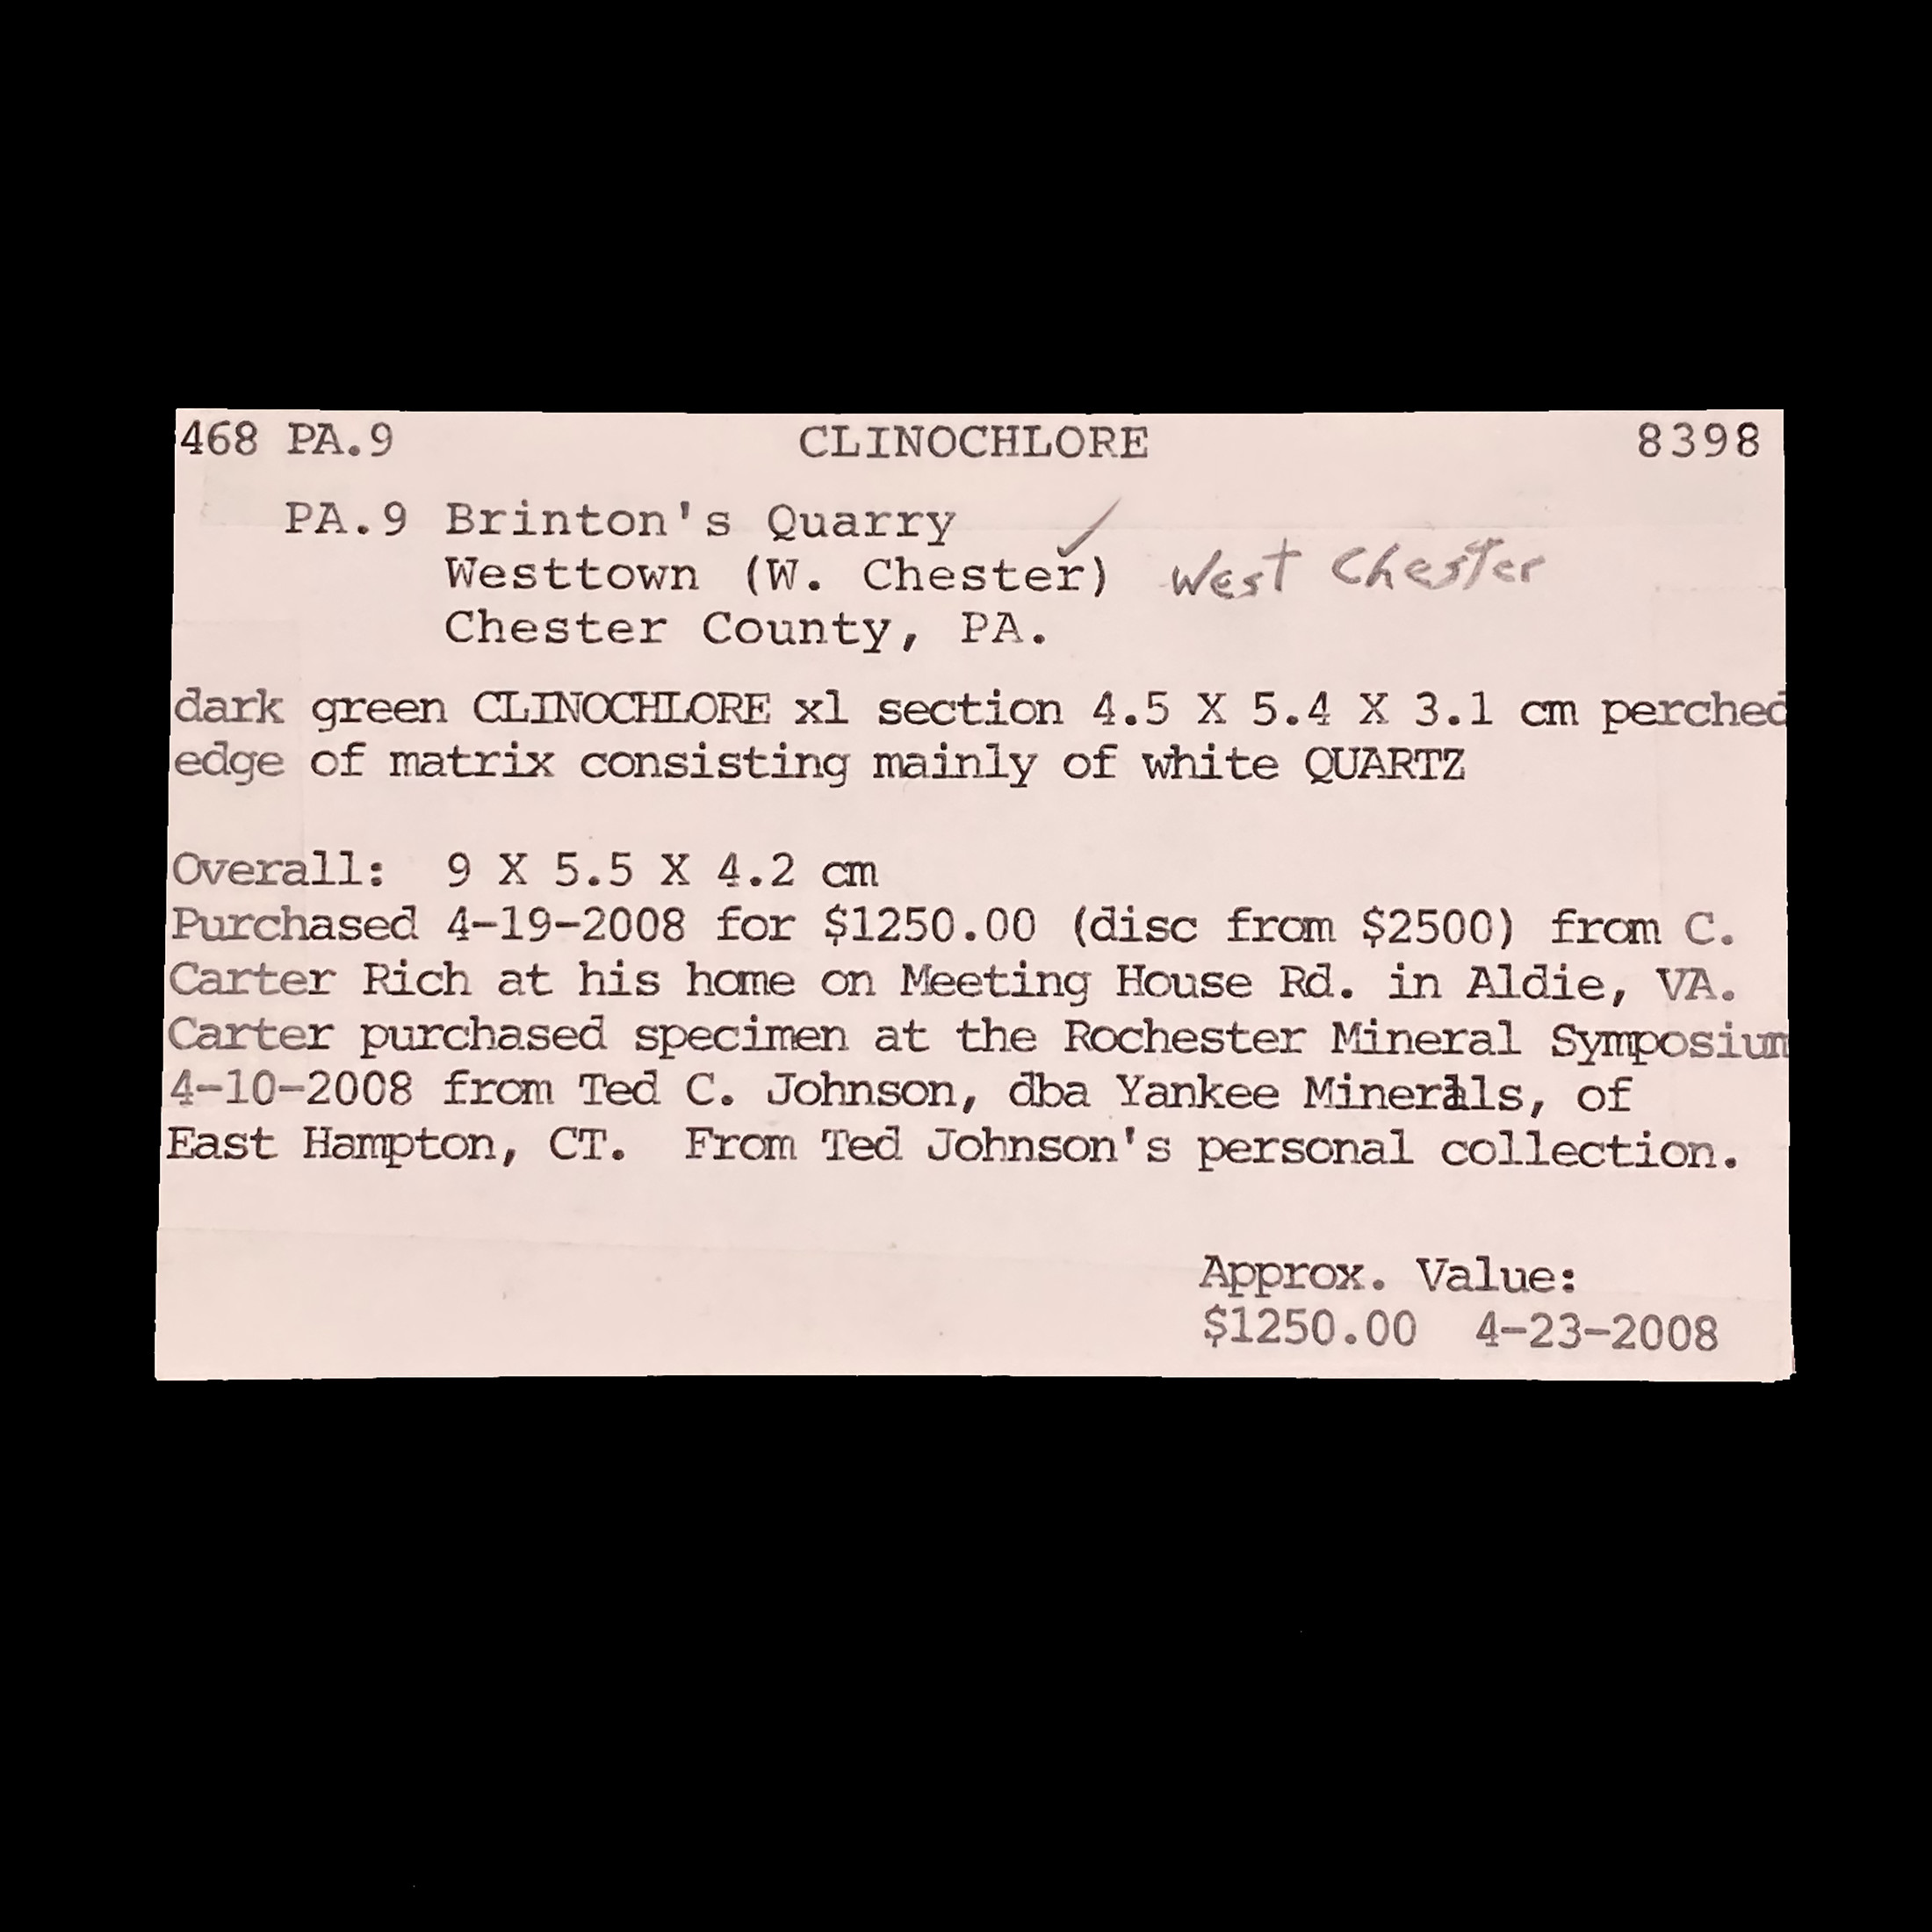 468 PA.9 CLINOCHLORE 8398
PA.9 Brinton's Quarry
Westtown (W. Chester) ✓ West Chester
Chester County, PA.
dark green CLINOCHLORE xl section 4.5 X 5.4 X 3.1 cm perched
edge of matrix consisting mainly of white QUARTZ
Overall: 9 X 5.5 X 4.2 cm
Purchased 4-19-2008 for $1250.00 (disc from $2500) from C.
Carter Rich at his home on Meeting House Rd. in Aldie, VA.
Carter purchased specimen at the Rochester Mineral Symposium
4-10-2008 from Ted C. Johnson, dba Yankee Minerals, of
East Hampton, CT. From Ted Johnson's personal collection.
Approx. Value:
$1250.00 4-23-2008